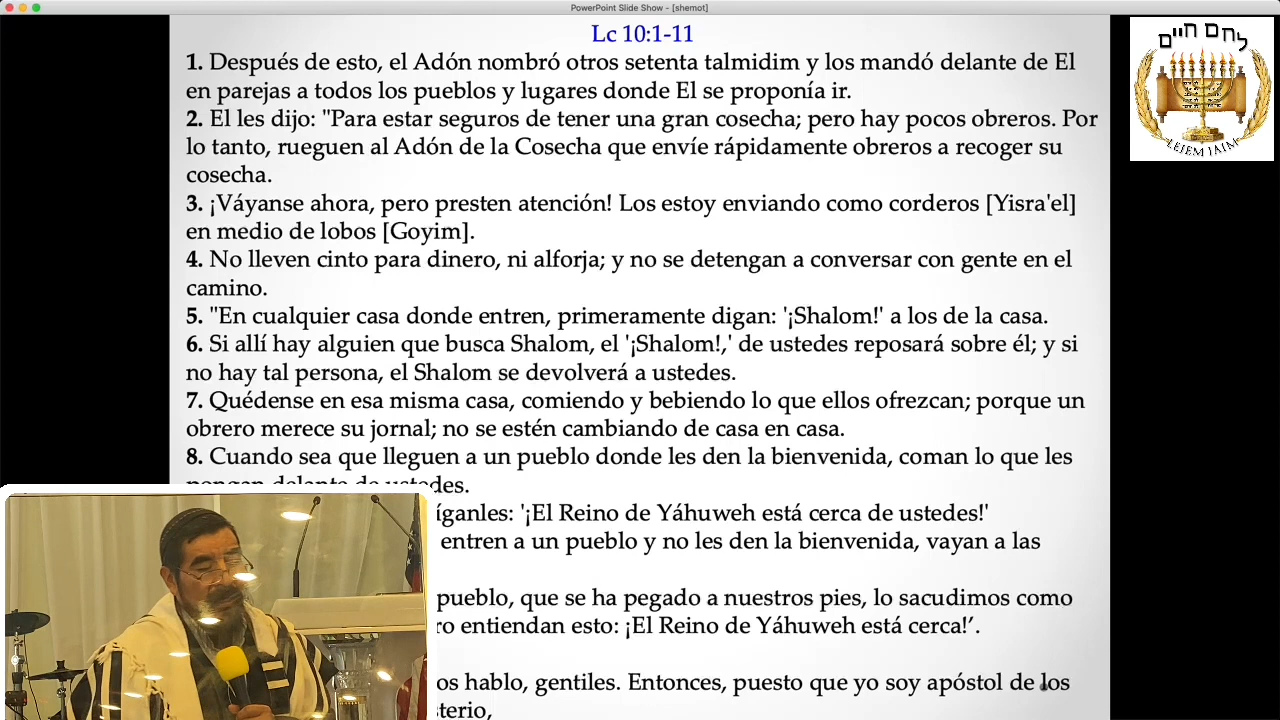 PowerPoint Slide Show - [shemot]
Lc 10:1-11
לחם חיים
LEJEM JAIM
1. Después de esto, el Adón nombró otros setenta talmidim y los mandó delante de El
en parejas a todos los pueblos y lugares donde El se proponía ir.
2. El les dijo: "Para estar seguros de tener una gran cosecha; pero hay pocos obreros. Por
lo tanto, rueguen al Adón de la Cosecha que envíe rápidamente obreros a recoger su
cosecha.
3. ¡Váyanse ahora, pero presten atención! Los estoy enviando como corderos [Yisra'el]
en medio de lobos [Goyim].
4. No lleven cinto para dinero, ni alforja; y no se detengan a conversar con gente en el
camino.
5. "En cualquier casa donde entren, primeramente digan: '¡Shalom!' a los de la casa.
6. Si allí hay alguien que busca Shalom, el '¡Shalom!,' de ustedes reposará sobre él; y si
no hay tal persona, el Shalom se devolverá a ustedes.
7. Quédense en esa misma casa, comiendo y bebiendo lo que ellos ofrezcan; porque un
obrero merece su jornal; no se estén cambiando de casa en casa.
8. Cuando sea que lleguen a un pueblo donde les den la bienvenida, coman lo que les
pongan delante de ustedes.
íganles: '¡El Reino de Yáhuweh está cerca de ustedes!'
entren a un pueblo y no les den la bienvenida, vayan a las
pueblo, que se ha pegado a nuestros pies, lo sacudimos como
ro entiendan esto: ¡El Reino de Yáhuweh está cerca!’.
os hablo, gentiles. Entonces, puesto que yo soy apóstol de los
sterio,